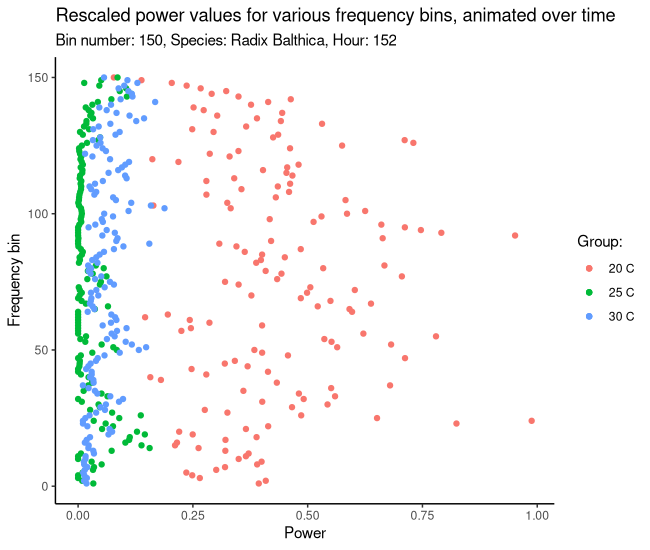 Rescaled power values for various frequency bins, animated over time
Bin number: 150, Species: Radix Balthica, Hour: 152
150
100
50
0
Frequency bin
0.00 0.25 0.50 0.75 1.00
Power
Group:
20 C
25 C
30 C